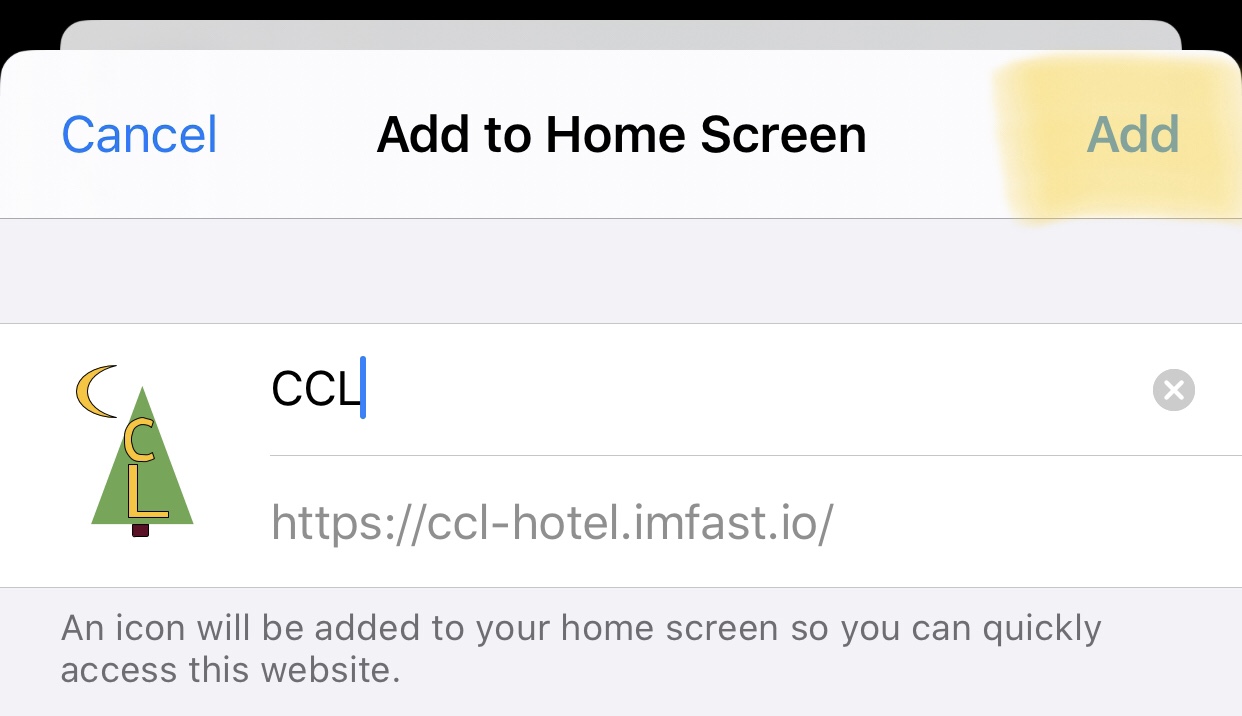 Cancel Add to Home Screen Add
CCL
C
C
L
https://ccl-hotel.imfast.io/
An icon will be added to your home screen so you can quickly
access this website.